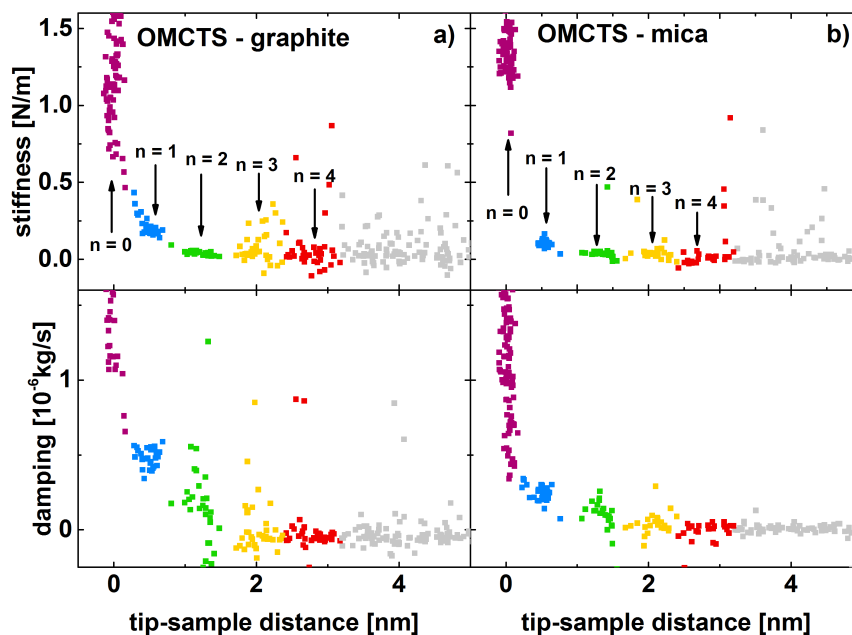 OMCTS - graphite
a)
OMCTS - mica
b)
stiffness [N/m]
1.5
1.0
0.5
0.0
n = 0
n = 1
n = 2
n = 3
n = 4
n = 0
n = 1
n = 2
n = 3
n = 4
damping [10⁻⁶kg/s]
1
0
0 2 4
0 2 4
tip-sample distance [nm]
tip-sample distance [nm]